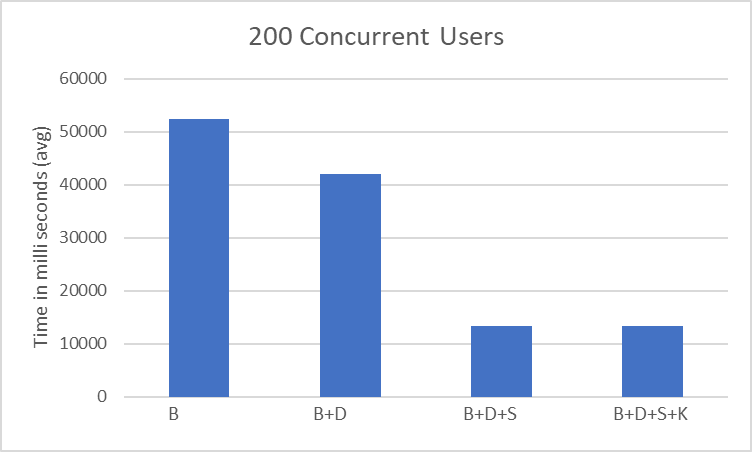 200 Concurrent Users
Time in milli seconds (avg)
60000
50000
40000
30000
20000
10000
0
B
B+D
B+D+S
B+D+S+K